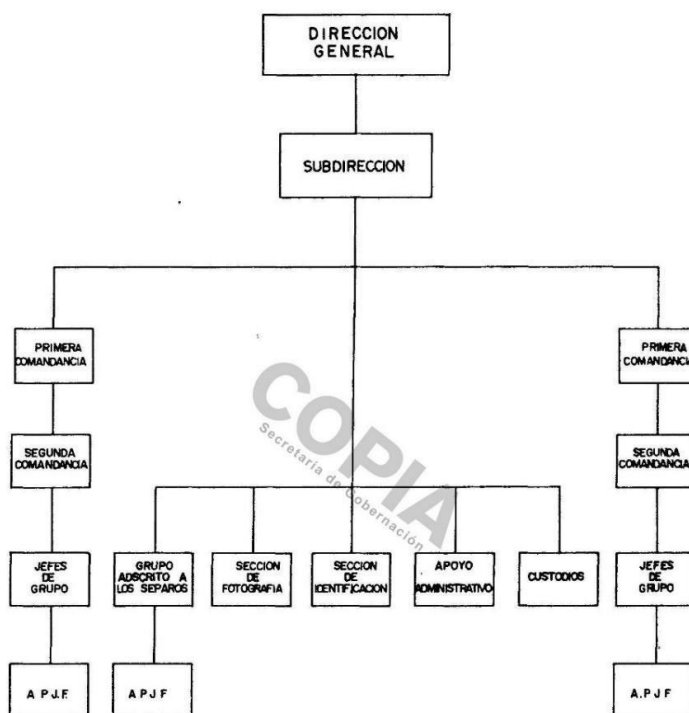 DIRECCION
GENERAL
SUBDIRECCION
PRIMERA
COMANDANCIA
PRIMERA
COMANDANCIA
COPIA
Secretaría de Gobernación
SEGUNDA
COMANDANCIA
SEGUNDA
COMANDANCIA
JEFES
DE
GRUPO
GRUPO
ADSCRITO A
LOS SEPAROS
SECCION
DE
FOTOGRAFIA
SECCION
DE
IDENTIFICACION
APOYO
ADMINISTRATIVO
CUSTODIOS
JEFES
DE
GRUPO
A P.J.F.
A P J F
A.P.J.F